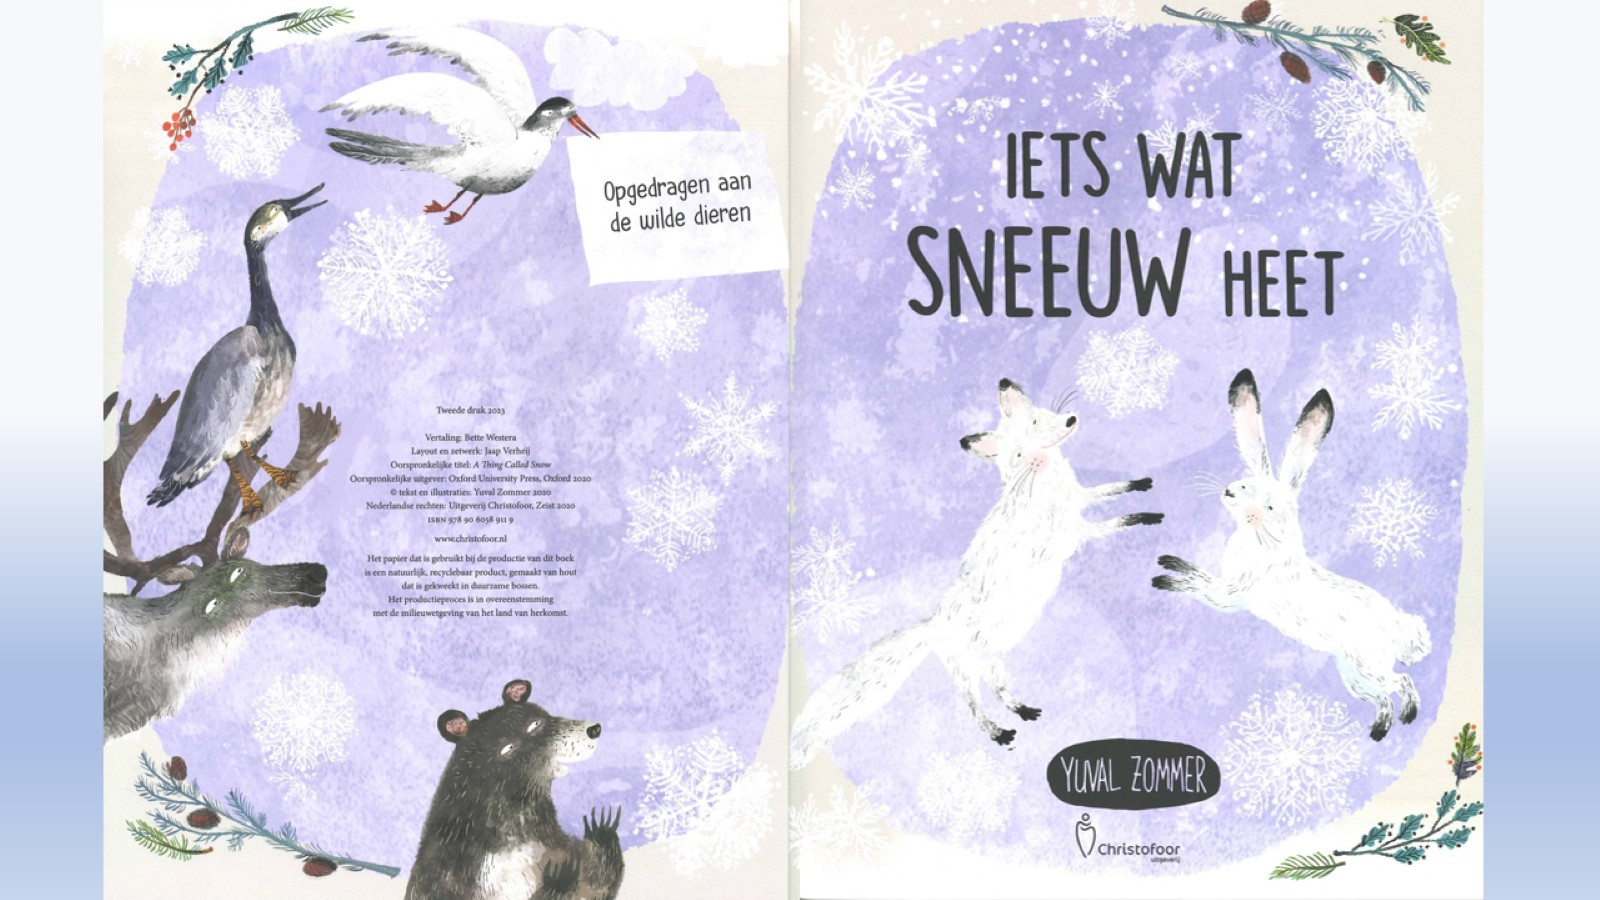 Opgedragen aan
de wilde dieren
Tweede druk 2023
Vertaling: Bette Westera
Layout en zetwerk: Jaap Verheij
Oorspronkelijke titel: A Thing Called Snow
Oorspronkelijke uitgever: Oxford University Press, Oxford 2020
© tekst en illustraties: Yuval Zommer 2020
Nederlandse rechten: Uitgeverij Christofoor, Zeist 2020
ISBN 978 90 6038 911 9
www.christofoor.nl
Het papier dat is gebruikt bij de productie van dit boek
is een natuurlijk, recyclebaar product, gemaakt van hout
dat is gekweekt in duurzame bossen.
Het productieproces is in overeenstemming
met de milieuwetgeving van het land van herkomst.
IETS WAT
SNEEUW HEET
YUVAL ZOMMER
Christofoor
uitgeverij